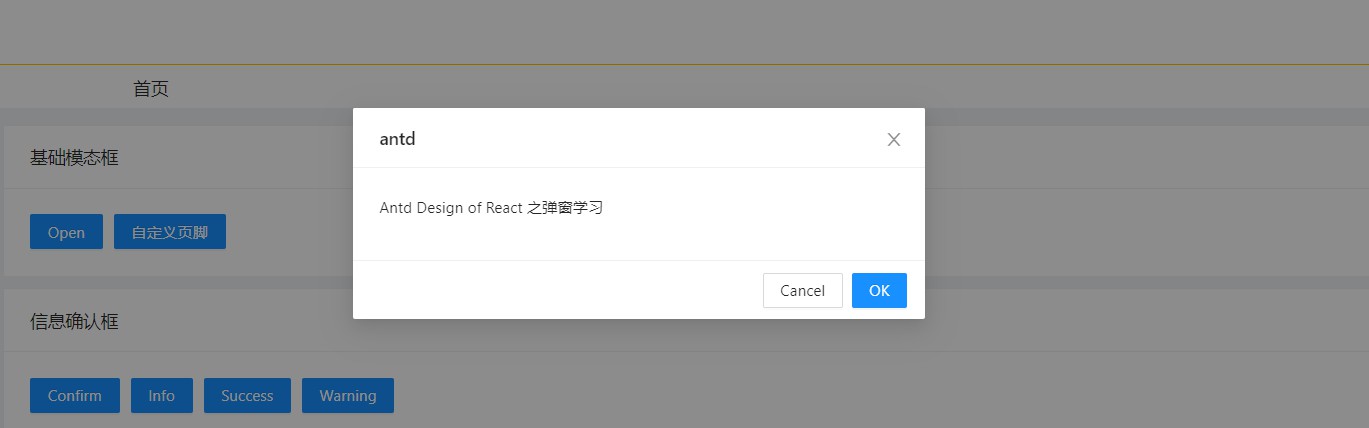 首页
antd
基础模态框
Antd Design of React 之弹窗学习
Open 自定义页脚
Cancel OK
信息确认框
Confirm Info Success Warning